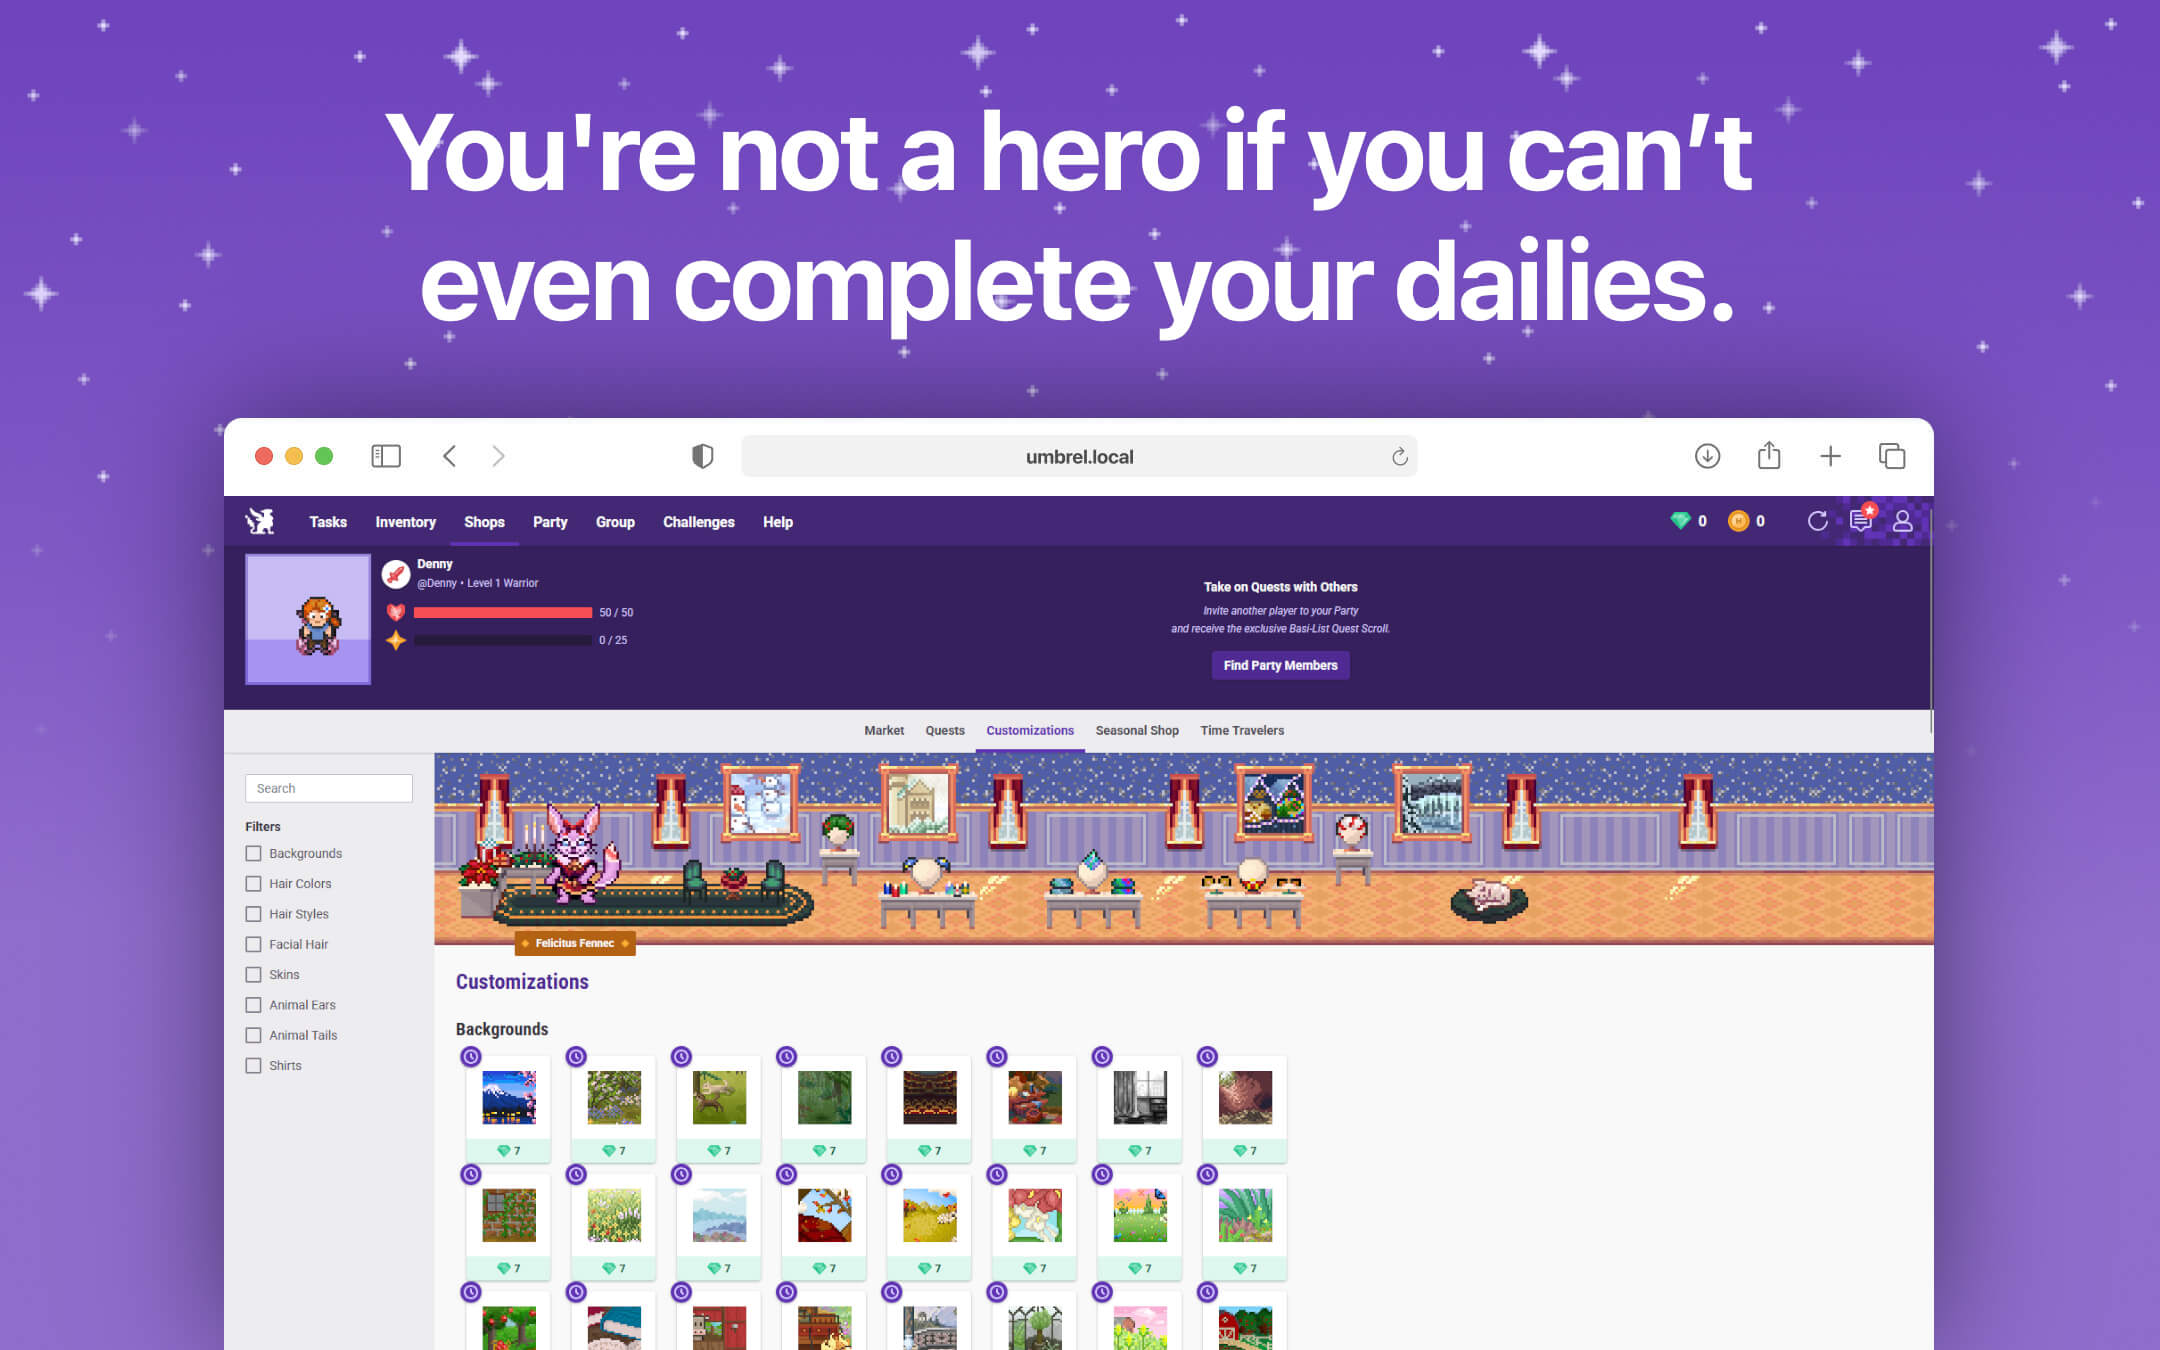 You're not a hero if you can’t
even complete your dailies.
umbrel.local
Tasks Inventory Shops Party Group Challenges Help 0 0
Denny
@Denny • Level 1 Warrior
50 / 50
0 / 25
Take on Quests with Others
Invite another player to your Party
and receive the exclusive Basi-List Quest Scroll.
Find Party Members
Market Quests Customizations Seasonal Shop Time Travelers
Search
Filters
Backgrounds
Hair Colors
Hair Styles
Facial Hair
Skins
Animal Ears
Animal Tails
Shirts
Felicitus Fennec
Customizations
Backgrounds
7 7 7 7 7 7 7 7
7 7 7 7 7 7 7 7